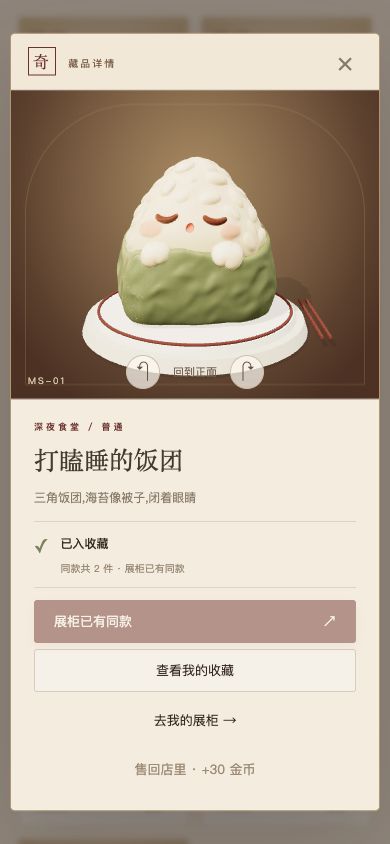 奇
藏品详情
MS-01
回到正面
深夜食堂 / 普通
打瞌睡的饭团
三角饭团,海苔像被子,闭着眼睛
已入收藏
同款共 2 件 · 展柜已有同款
展柜已有同款 ↗
查看我的收藏
去我的展柜 →
售回店里 · +30 金币